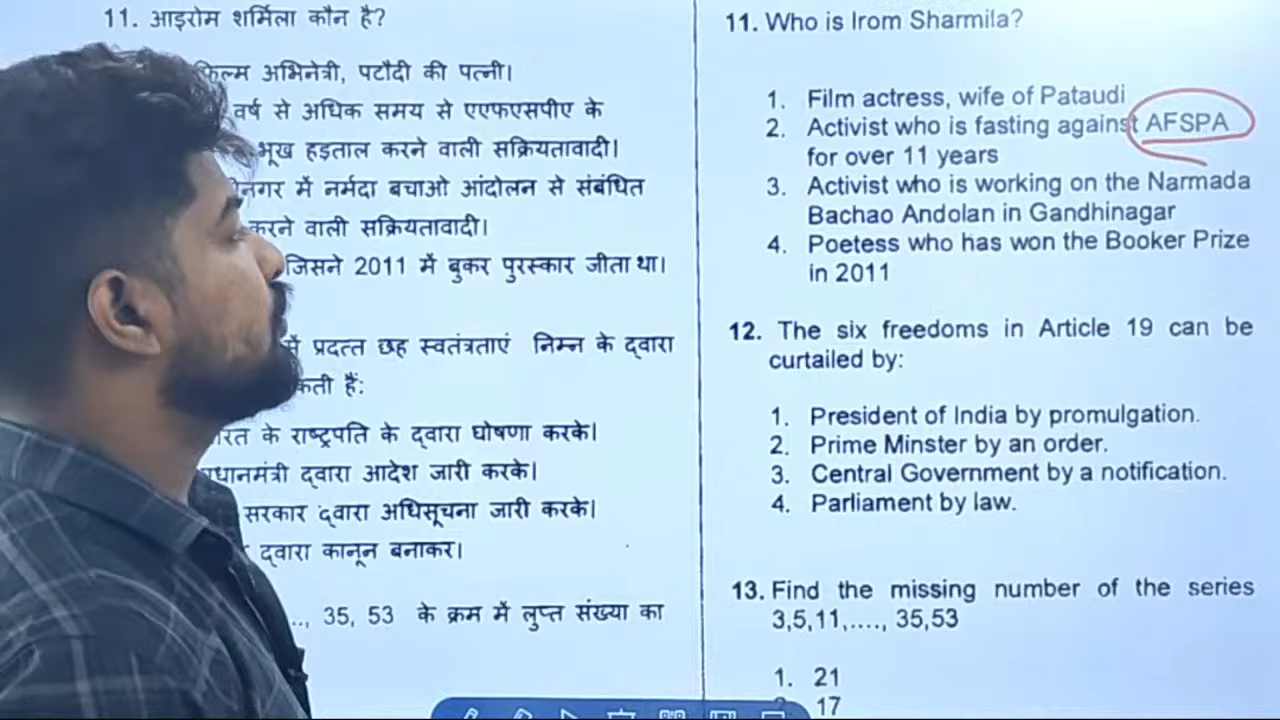 11. आइरोम शर्मिला कौन है?
फिल्म अभिनेत्री, पटौदी की पत्नी।
वर्ष से अधिक समय से एएफएसपीए के
भूख हड़ताल करने वाली सक्रियतावादी।
में नर्मदा बचाओ आंदोलन से संबंधित
करने वाली सक्रियतावादी।
जिसने 2011 में बुकर पुरस्कार जीता था।
प्रदत्त छह स्वतंत्रताएं निम्न के द्वारा
हैं:
के राष्ट्रपति के द्वारा घोषणा करके।
द्वारा आदेश जारी करके।
सरकार द्वारा अधिसूचना जारी करके।
द्वारा कानून बनाकर।
.., 35, 53 के क्रम में लुप्त संख्या का
11. Who is Irom Sharmila?
1. Film actress, wife of Pataudi
2. Activist who is fasting against AFSPA
for over 11 years
3. Activist who is working on the Narmada
Bachao Andolan in Gandhinagar
4. Poetess who has won the Booker Prize
in 2011
12. The six freedoms in Article 19 can be
curtailed by:
1. President of India by promulgation.
2. Prime Minster by an order.
3. Central Government by a notification.
4. Parliament by law.
13. Find the missing number of the series
3,5,11,...., 35,53
1. 21
17